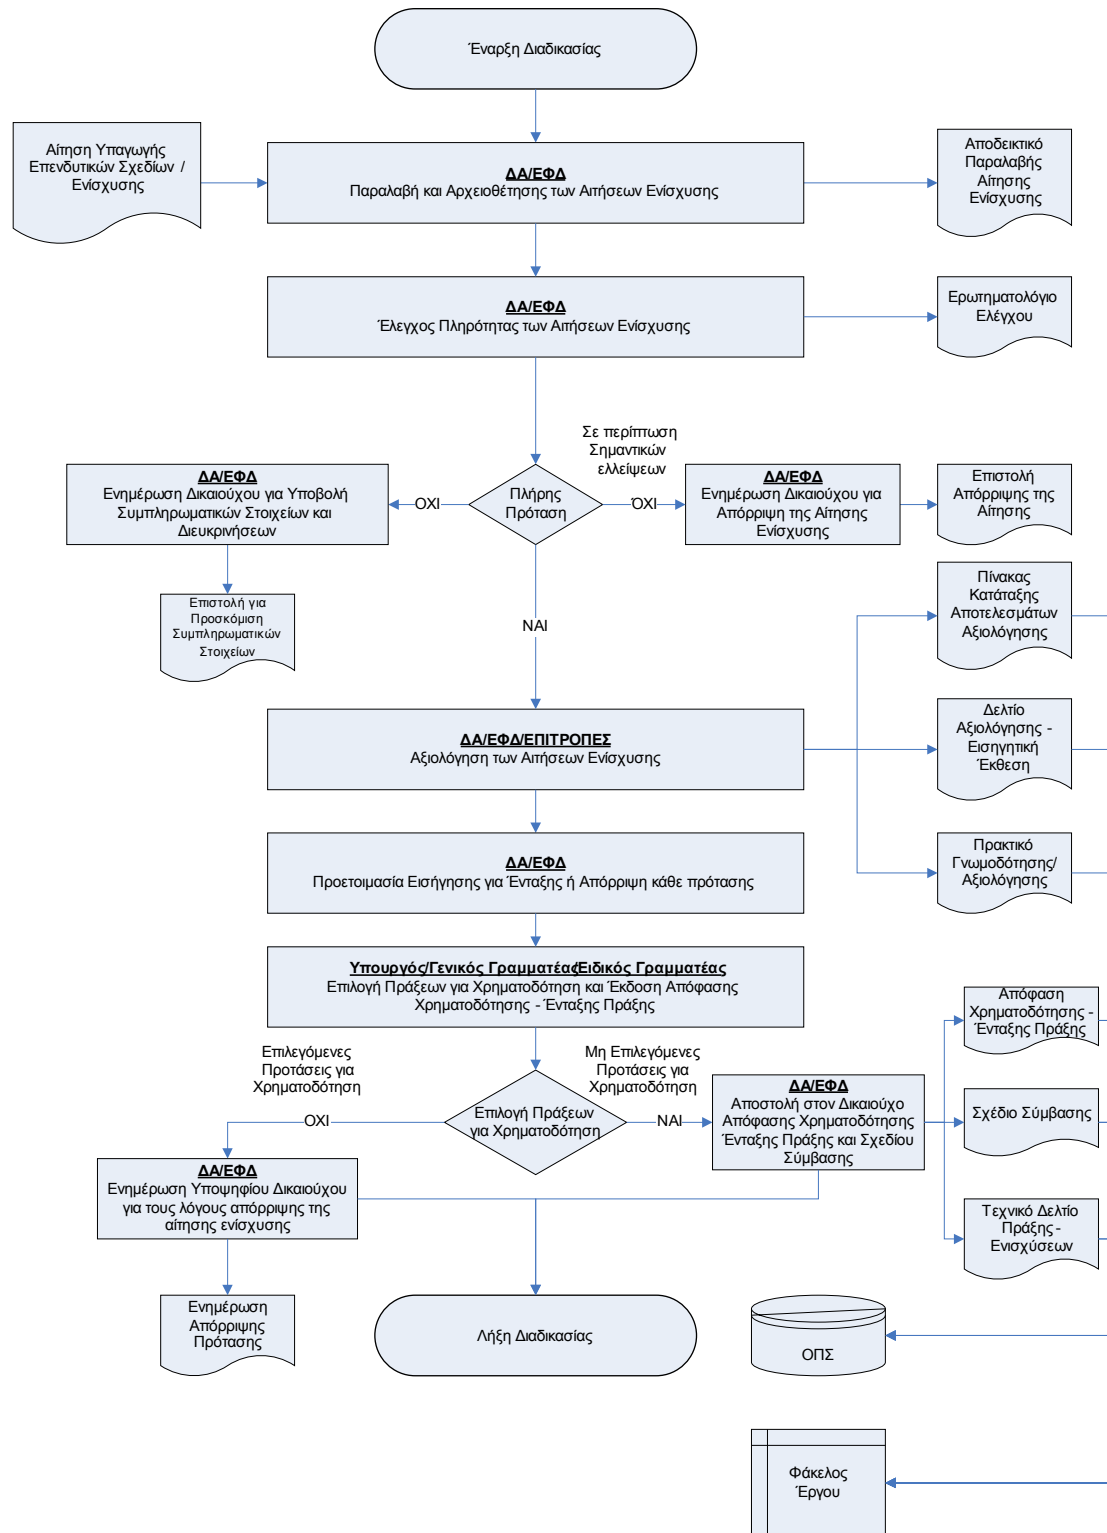 Έναρξη Διαδικασίας
Αίτηση Υπαγωγής
Επενδυτικών Σχεδίων /
Ενίσχυσης
ΔΑ/ΕΦΔ
Παραλαβή και Αρχειοθέτησης των Αιτήσεων Ενίσχυσης
Αποδεικτικό
Παραλαβής
Αίτησης
Ενίσχυσης
ΔΑ/ΕΦΔ
Έλεγχος Πληρότητας των Αιτήσεων Ενίσχυσης
Ερωτηματολόγιο
Ελέγχου
Σε περίπτωση
Σημαντικών
ελλείψεων
ΔΑ/ΕΦΔ
Ενημέρωση Δικαιούχου για Υποβολή
Συμπληρωματικών Στοιχείων και
Διευκρινήσεων
ΟΧΙ
Πλήρης
Πρόταση
ΌΧΙ
ΔΑ/ΕΦΔ
Ενημέρωση Δικαιούχου για
Απόρριψη της Αίτησης
Ενίσχυσης
Επιστολή
Απόρριψης της
Αίτησης
Επιστολή για
Προσκόμιση
Συμπληρωματικών
Στοιχείων
ΝΑΙ
Πίνακας
Κατάταξης
Αποτελεσμάτων
Αξιολόγησης
ΔΑ/ΕΦΔ/ΕΠΙΤΡΟΠΕΣ
Αξιολόγηση των Αιτήσεων Ενίσχυσης
Δελτίο
Αξιολόγησης -
Εισηγητική
Έκθεση
ΔΑ/ΕΦΔ
Προετοιμασία Εισήγησης για Ένταξης ή Απόρριψη κάθε πρότασης
Πρακτικό
Γνωμοδότησης/
Αξιολόγησης
Υπουργός/Γενικός Γραμματέας/Ειδικός Γραμματέας
Επιλογή Πράξεων για Χρηματοδότηση και Έκδοση Απόφασης
Χρηματοδότησης - Ένταξης Πράξης
Επιλεγόμενες
Προτάσεις για
Χρηματοδότηση
Μη Επιλεγόμενες
Προτάσεις για
Χρηματοδότηση
Απόφαση
Χρηματοδότησης -
Ένταξης Πράξης
ΟΧΙ
Επιλογή Πράξεων
για Χρηματοδότηση
ΝΑΙ
ΔΑ/ΕΦΔ
Αποστολή στον Δικαιούχο
Απόφασης Χρηματοδότησης
Ένταξης Πράξης και Σχεδίου
Σύμβασης
Σχέδιο Σύμβασης
ΔΑ/ΕΦΔ
Ενημέρωση Υποψηφίου Δικαιούχου
για τους λόγους απόρριψης της
αίτησης ενίσχυσης
Τεχνικό Δελτίο
Πράξης -
Ενισχύσεων
Ενημέρωση
Απόρριψης
Πρότασης
Λήξη Διαδικασίας
ΟΠΣ
Φάκελος
Έργου